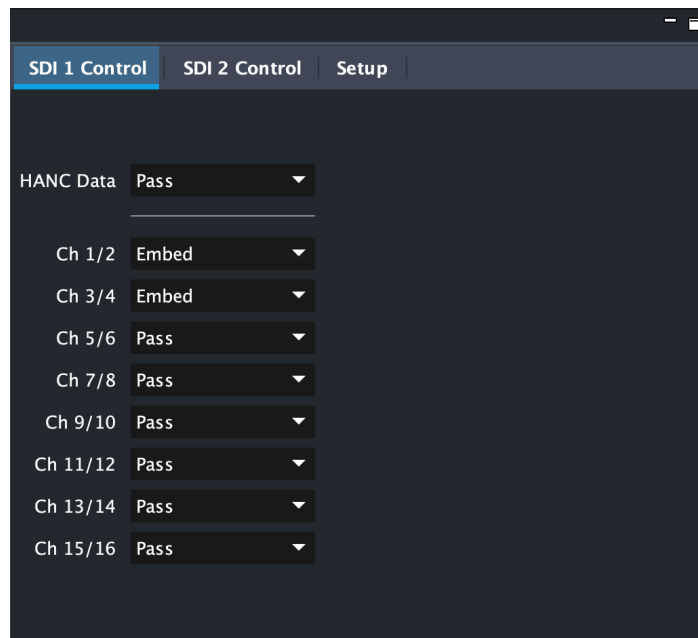 SDI 1 Control SDI 2 Control Setup
HANC Data Pass
Ch 1/2 Embed
Ch 3/4 Embed
Ch 5/6 Pass
Ch 7/8 Pass
Ch 9/10 Pass
Ch 11/12 Pass
Ch 13/14 Pass
Ch 15/16 Pass